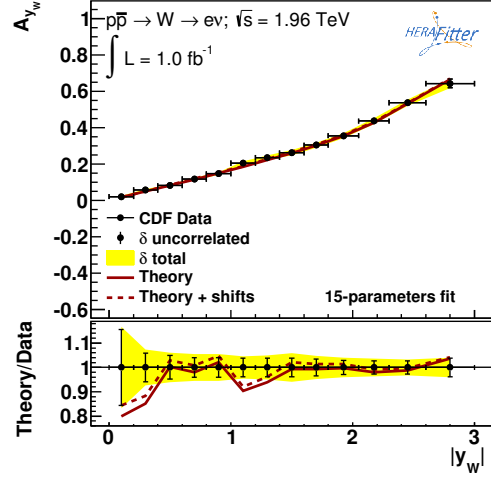 A_{y_w}
pp̅ → W → eν; √s = 1.96 TeV
∫ L = 1.0 fb⁻¹
HERAFitter
1
0.8
0.6
0.4
0.2
0
-0.2
-0.4
-0.6
CDF Data
δ uncorrelated
δ total
Theory
Theory + shifts
15-parameters fit
Theory/Data
1.1
1
0.9
0.8
0 1 2 3
|y_W|